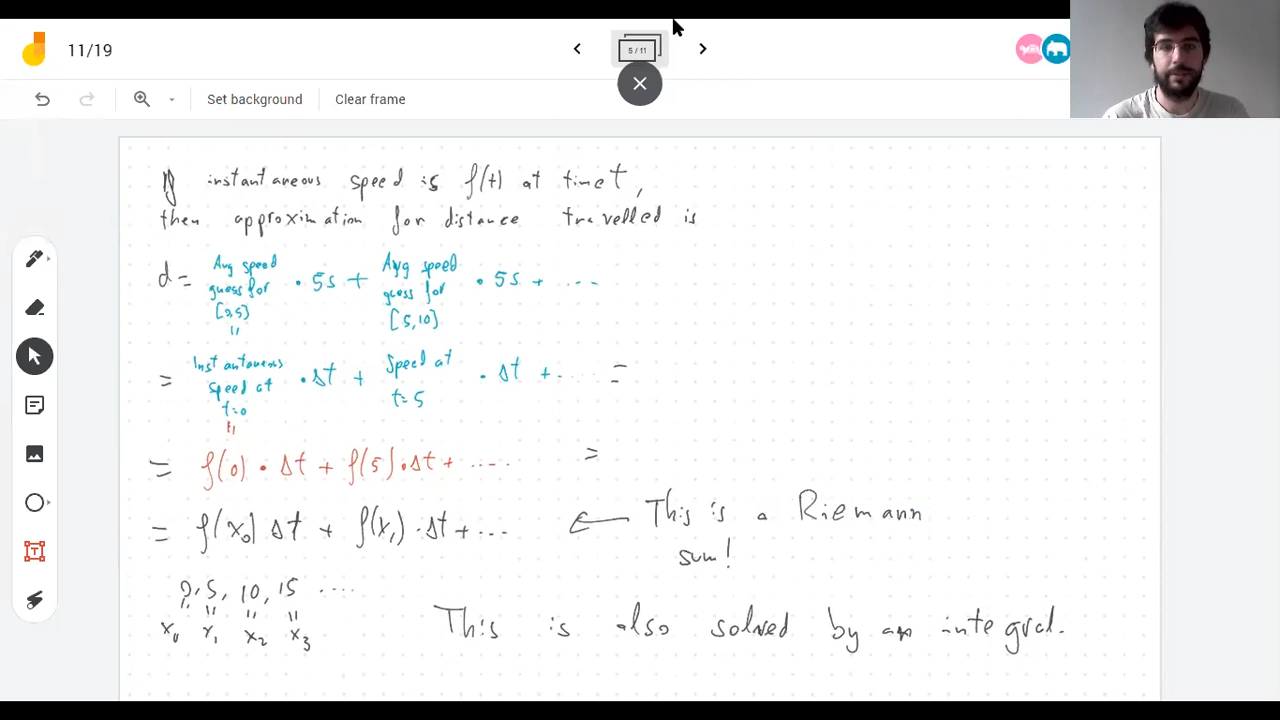 11/19
5 / 11
Set background
Clear frame
If instantaneous speed is f(t) at time t,
then approximation for distance travelled is
d = Avg speed guess for [0,5] · 5s + Avg speed guess for [5,10] · 5s + ....
"
= Instantaneous speed at t=0 · Δt + Speed at t=5 · Δt + .... =
"
= f(0) · Δt + f(5) · Δt + ..... =
= f(x₀) Δt + f(x₁) · Δt + ... ← This is a Riemann
sum!
0, 5, 10, 15 ....
" " " "
x₀ x₁ x₂ x₃
This is also solved by an integral.